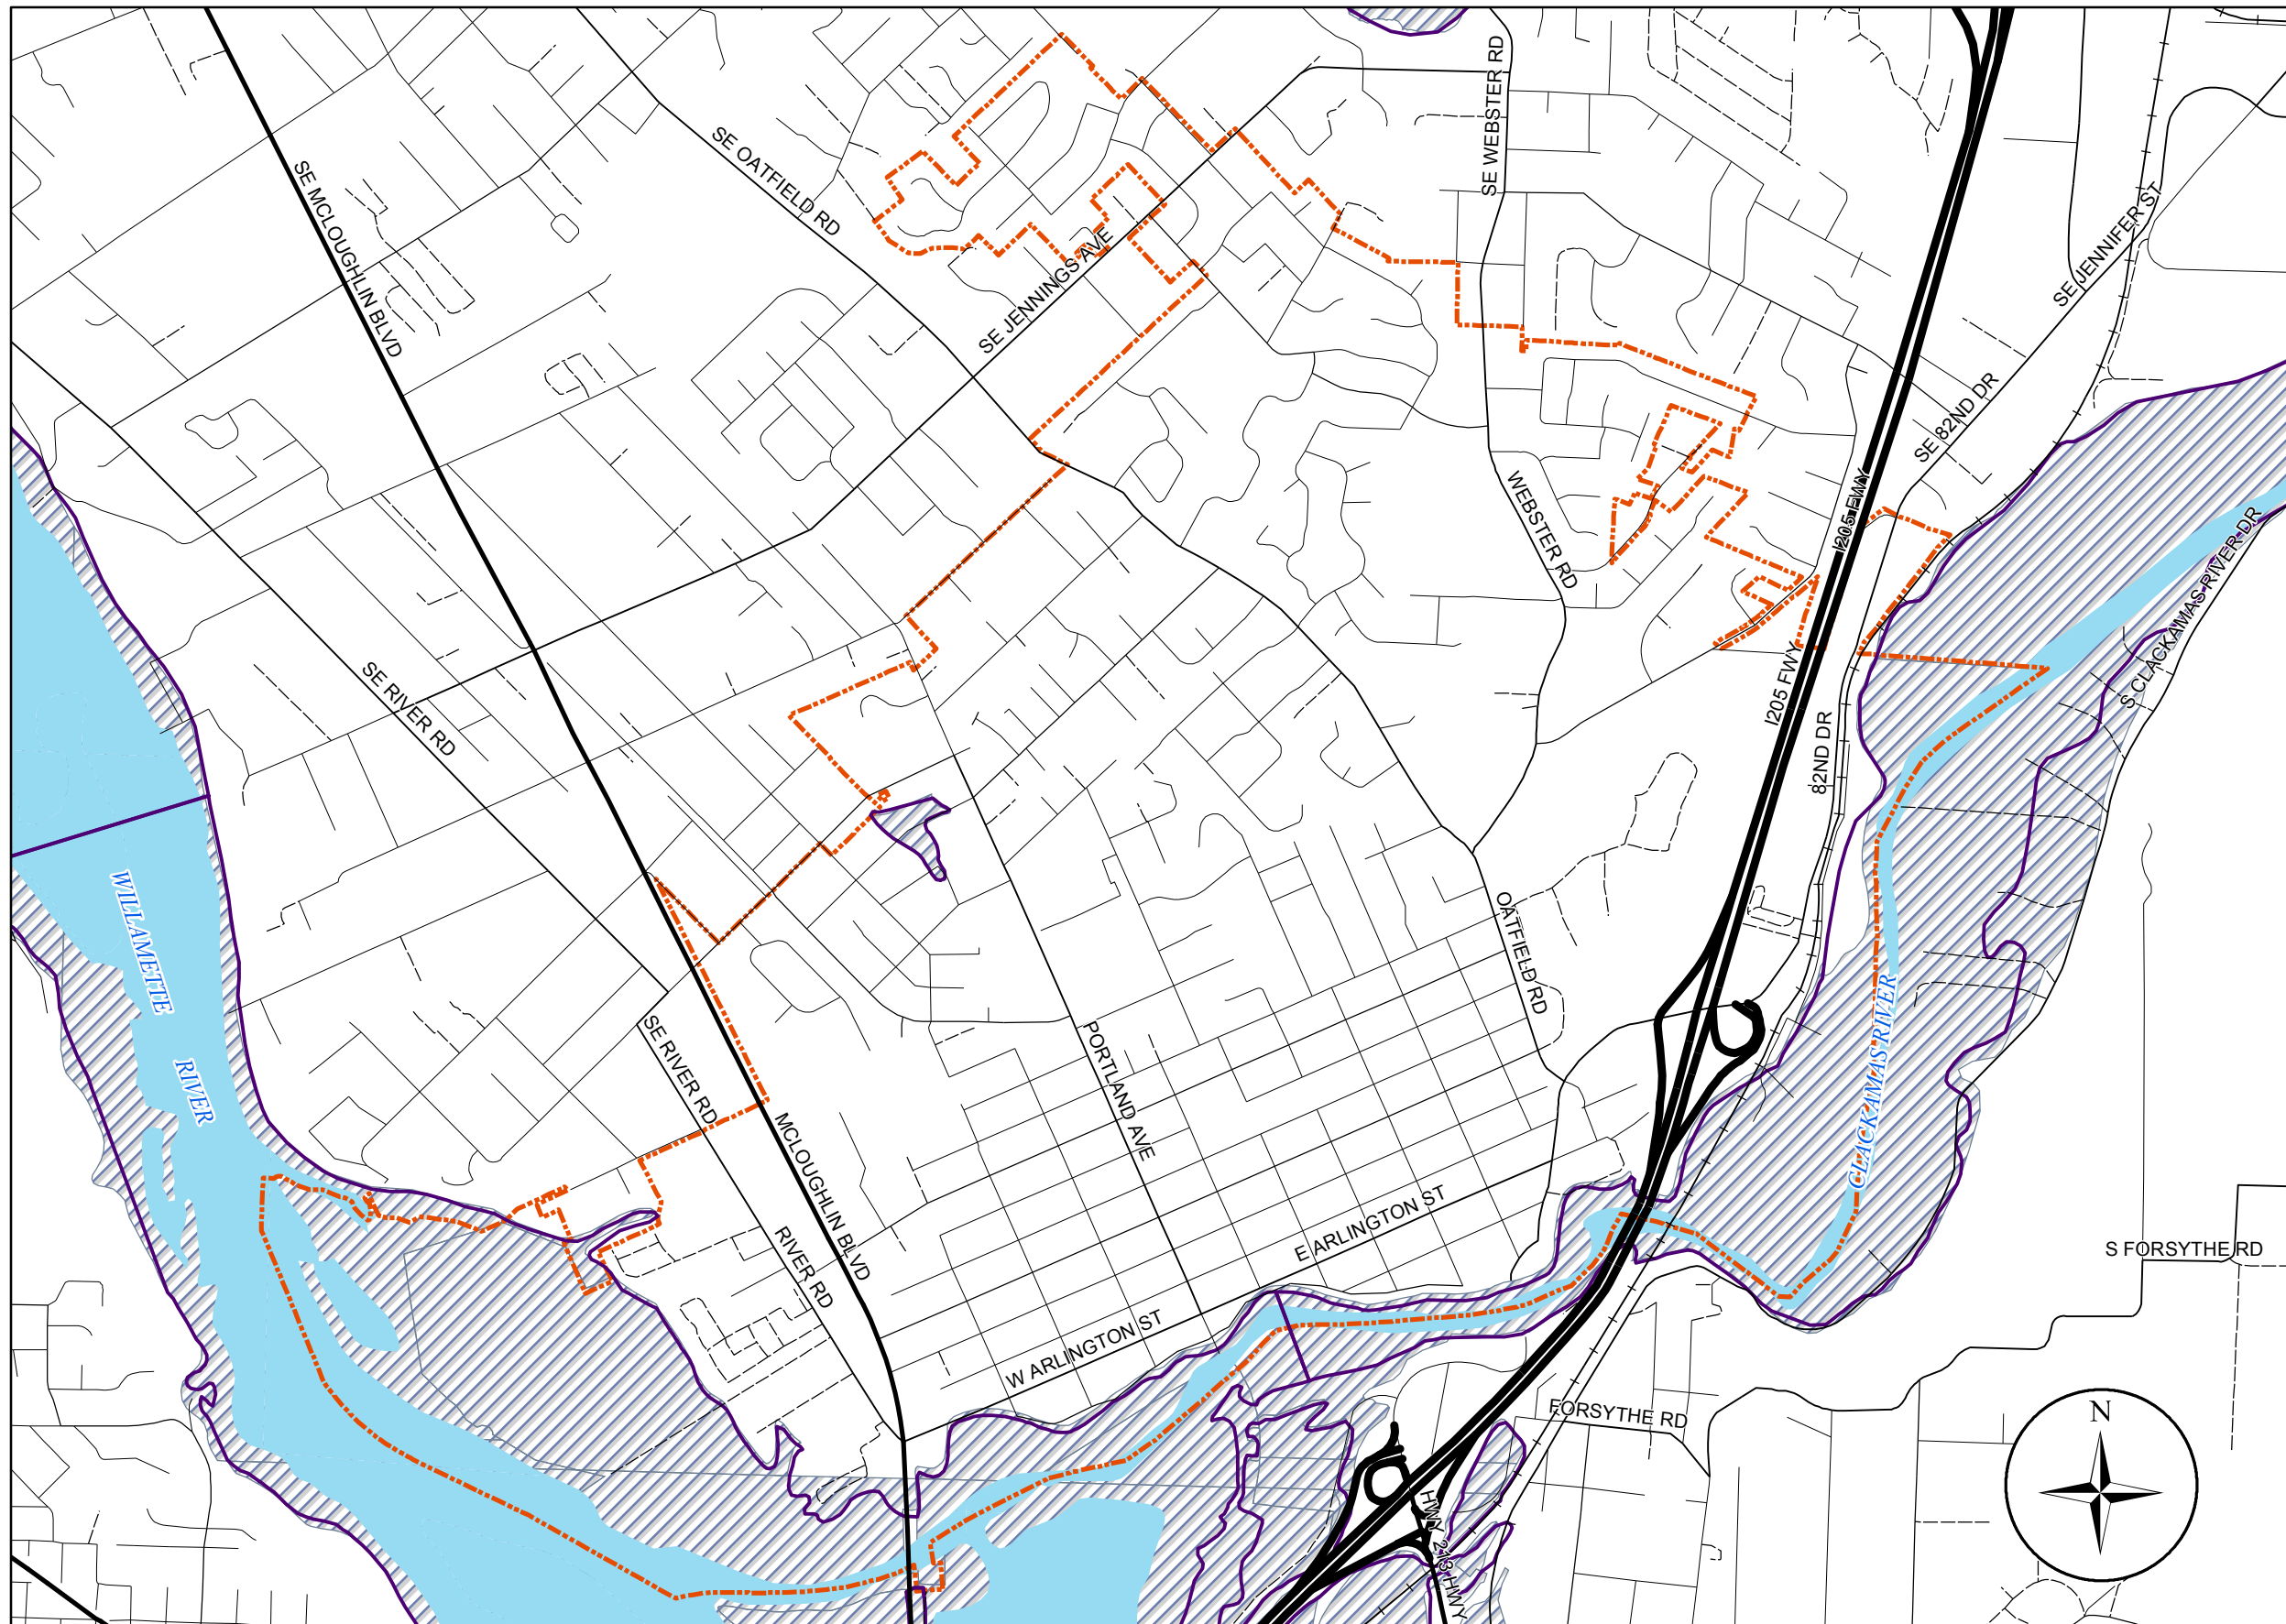 SE WEBSTER RD
SE OATFIELD RD
SE MCLOUGHLIN BLVD
SE JENNINGS AVE
SE JENNIFER ST
SE 82ND DR
I205 FWY
WEBSTER RD
S CLACKAMAS RIVER DR
SE RIVER RD
I205 FWY
82ND DR
WILLAMETTE
RIVER
OATFIELD RD
CLACKAMAS RIVER
SE RIVER RD
PORTLAND AVE
MCLOUGHLIN BLVD
RIVER RD
E ARLINGTON ST
W ARLINGTON ST
S FORSYTHE RD
FORSYTHE RD
HWY 213 HWY
N